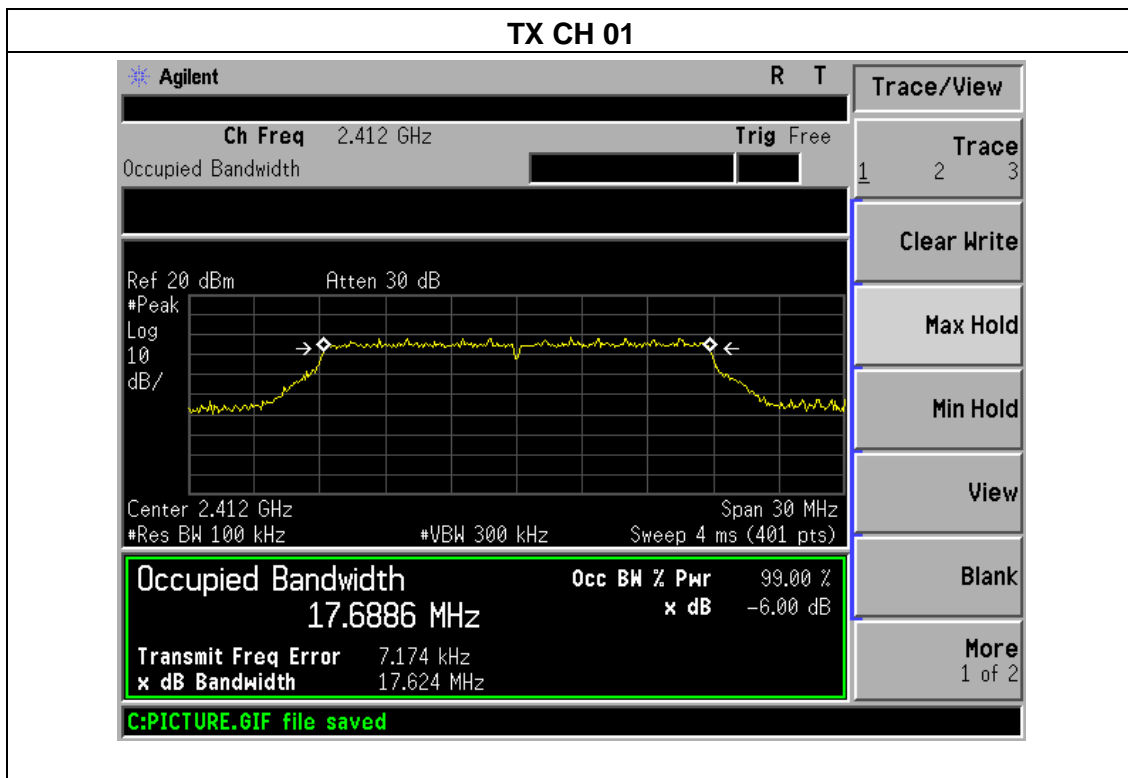 TX CH 01
Agilent R T
Ch Freq 2.412 GHz Trig Free
Occupied Bandwidth
Ref 20 dBm Atten 30 dB
#Peak
Log
10
dB/
Center 2.412 GHz Span 30 MHz
#Res BW 100 kHz #VBW 300 kHz Sweep 4 ms (401 pts)
Occupied Bandwidth Occ BW % Pwr 99.00 %
17.6886 MHz x dB -6.00 dB
Transmit Freq Error 7.174 kHz
x dB Bandwidth 17.624 MHz
C:PICTURE.GIF file saved
Trace/View
Trace
1 2 3
Clear Write
Max Hold
Min Hold
View
Blank
More
1 of 2